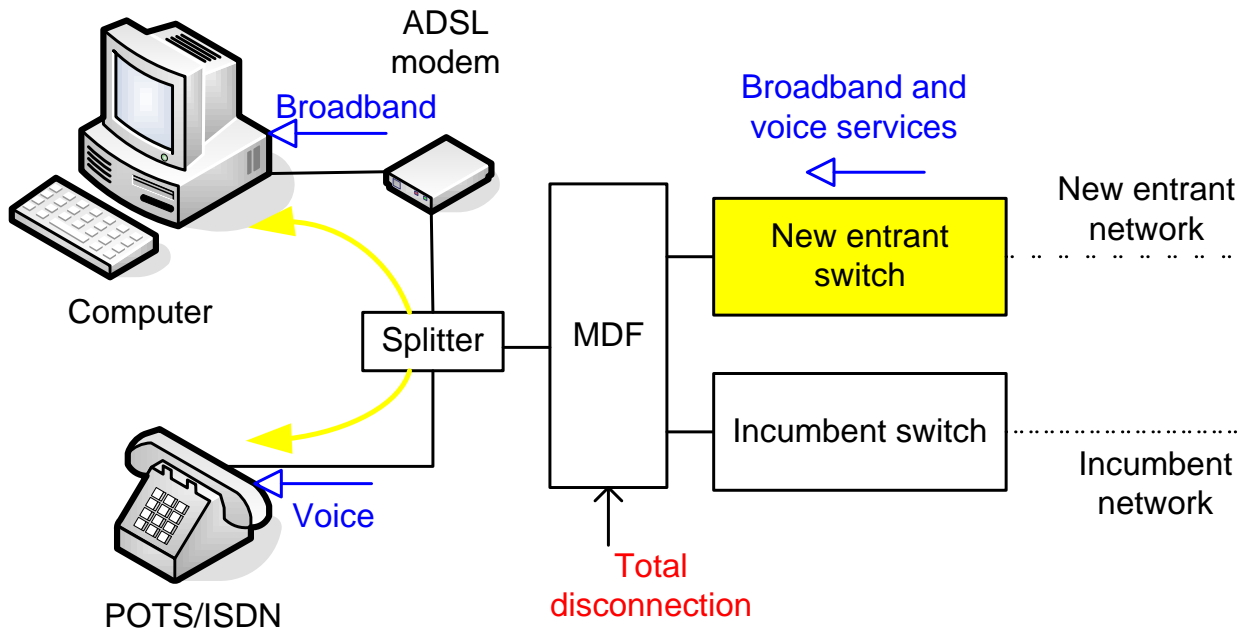 ADSL
modem
Broadband
Broadband and
voice services
New entrant
network
New entrant
switch
Computer
Splitter
MDF
Incumbent switch
Incumbent
network
Voice
Total
disconnection
POTS/ISDN